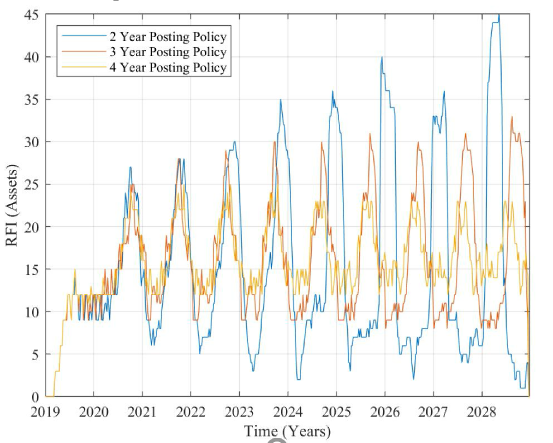 45
2 Year Posting Policy
3 Year Posting Policy
4 Year Posting Policy
40
35
30
25
20
15
10
5
0
RFI (Assets)
2019 2020 2021 2022 2023 2024 2025 2026 2027 2028
Time (Years)